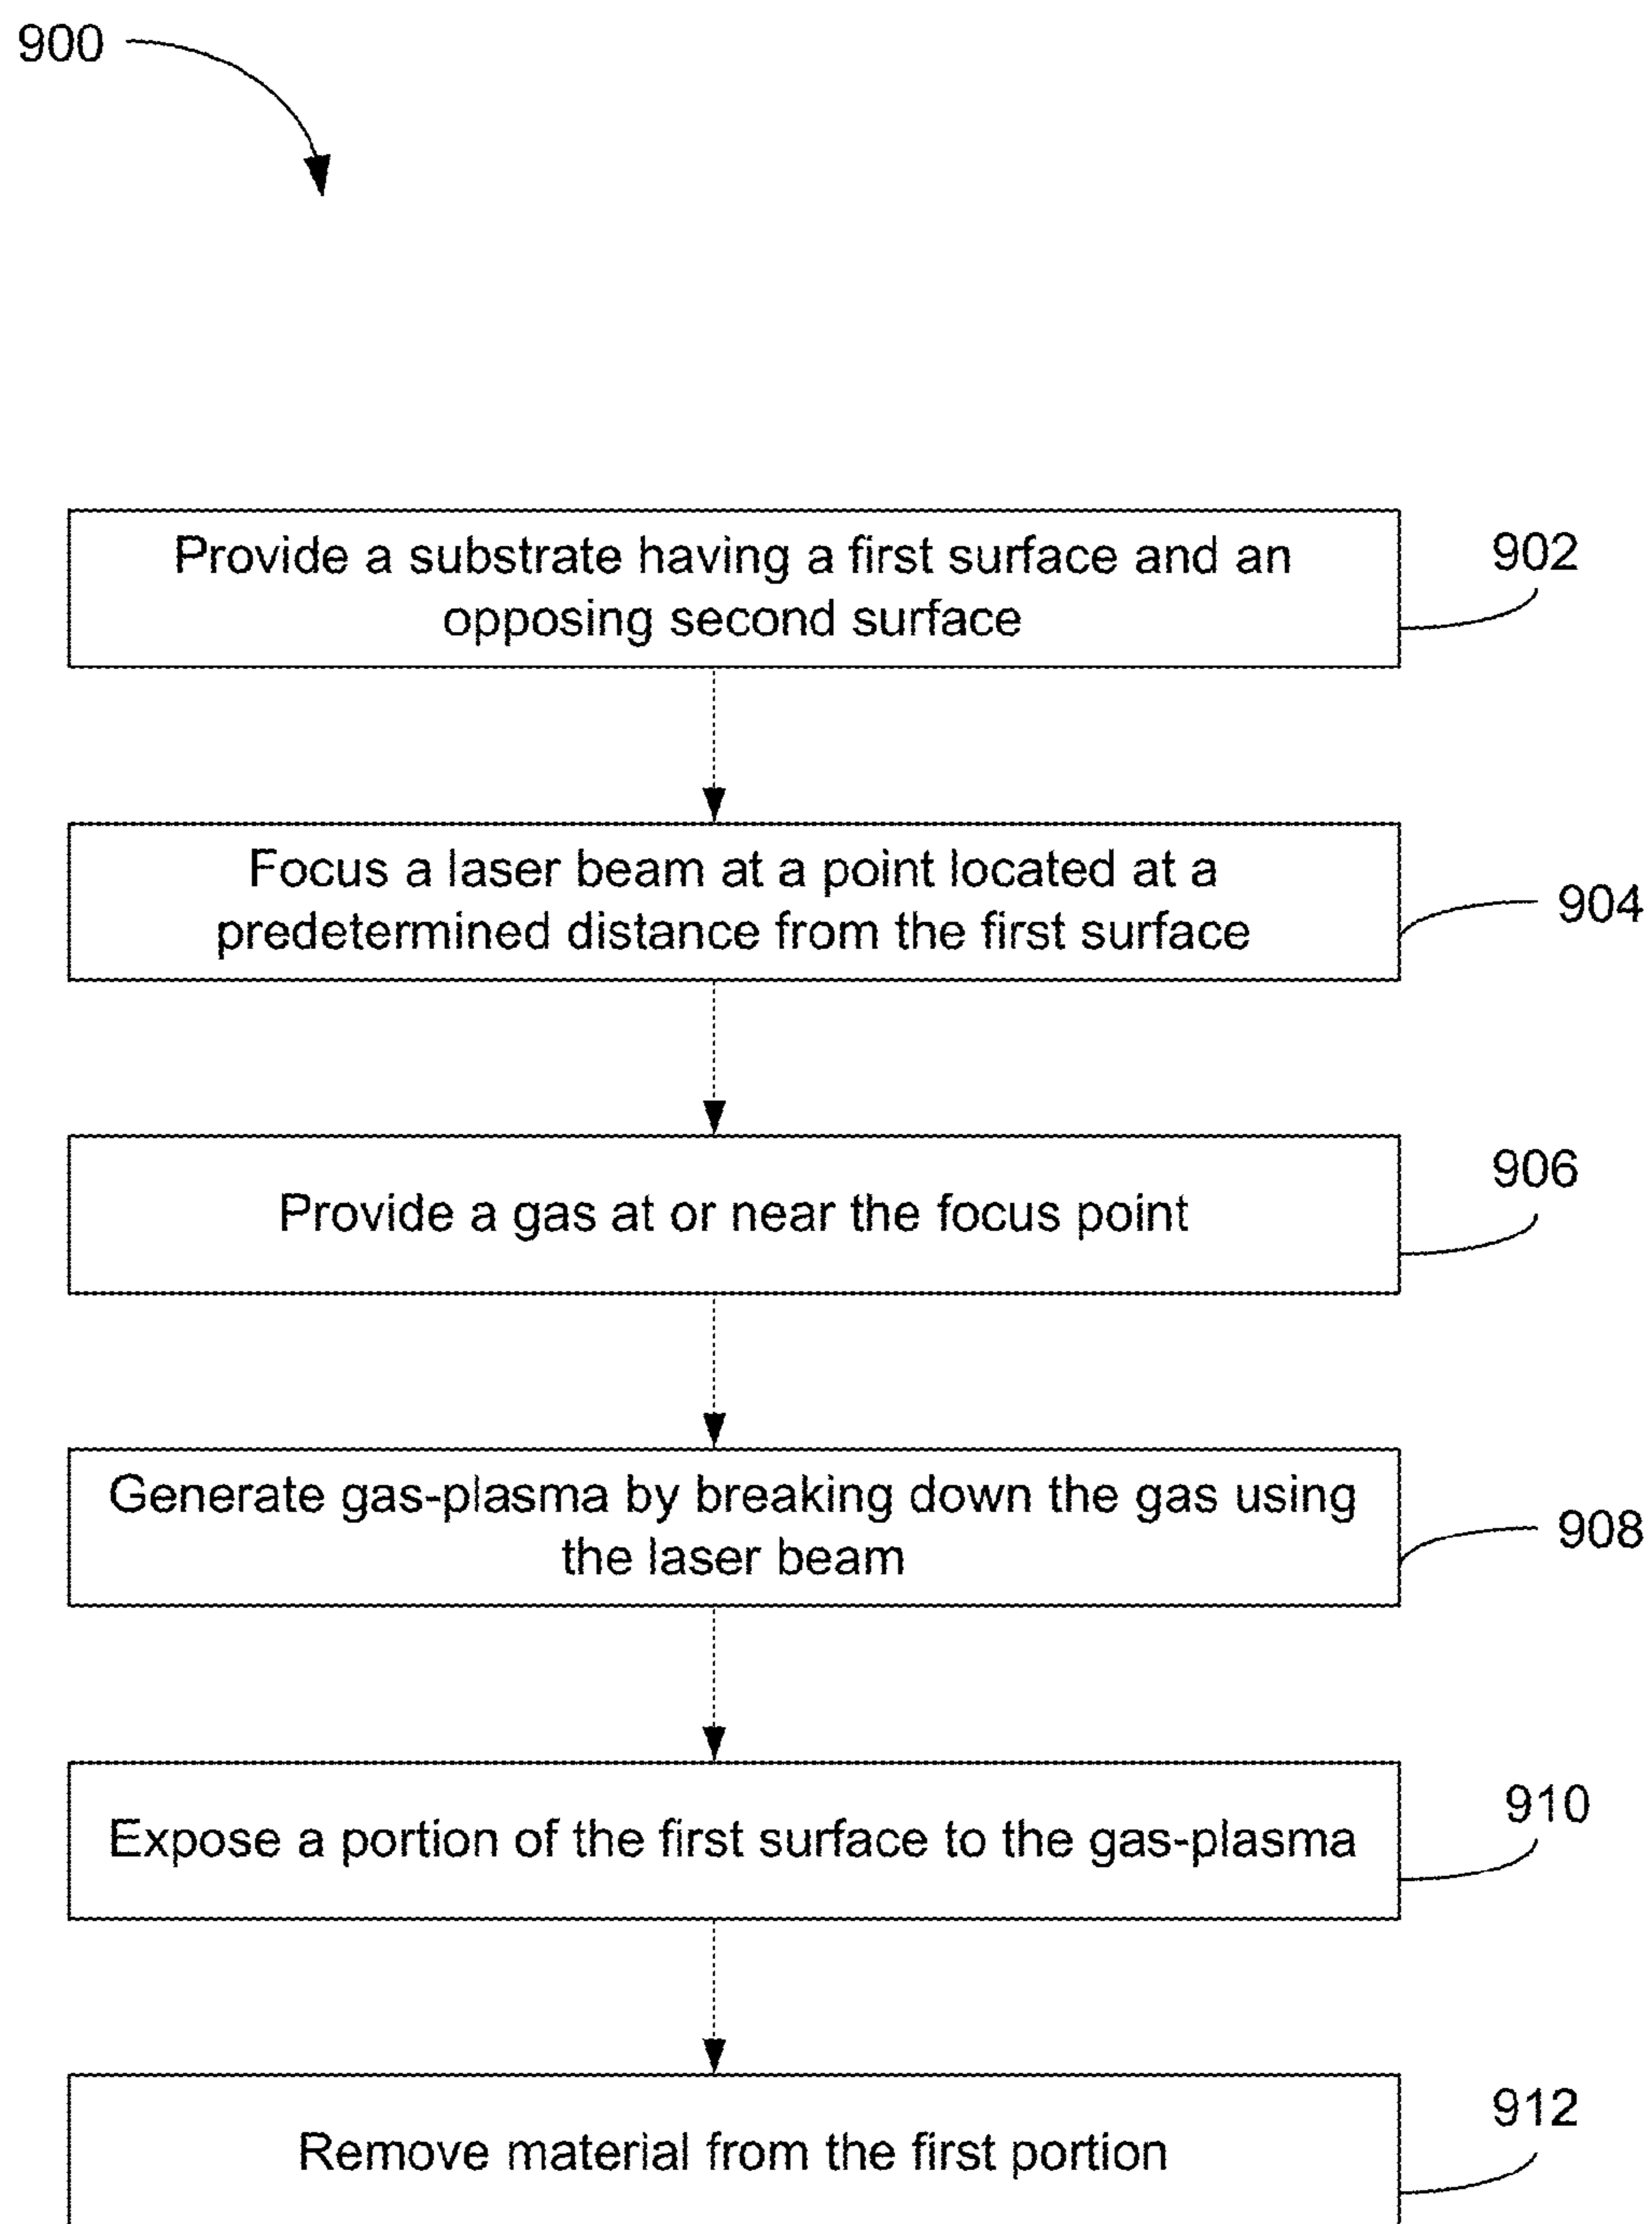 900
Provide a substrate having a first surface and an
opposing second surface
902
Focus a laser beam at a point located at a
predetermined distance from the first surface
904
Provide a gas at or near the focus point
906
Generate gas-plasma by breaking down the gas using
the laser beam
908
Expose a portion of the first surface to the gas-plasma
910
Remove material from the first portion
912